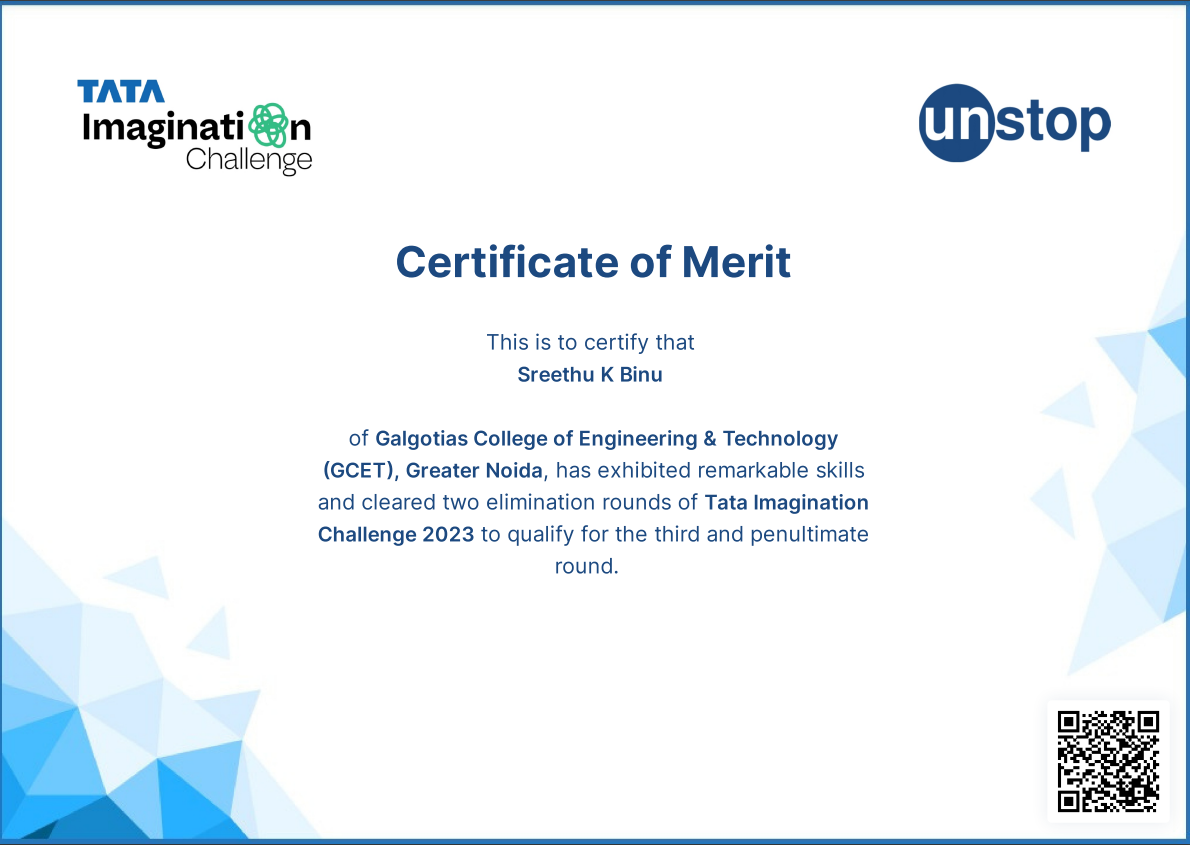 TATA
Imagination
Challenge
unstop
Certificate of Merit
This is to certify that
Sreethu K Binu
of Galgotias College of Engineering & Technology
(GCET), Greater Noida, has exhibited remarkable skills
and cleared two elimination rounds of Tata Imagination
Challenge 2023 to qualify for the third and penultimate
round.